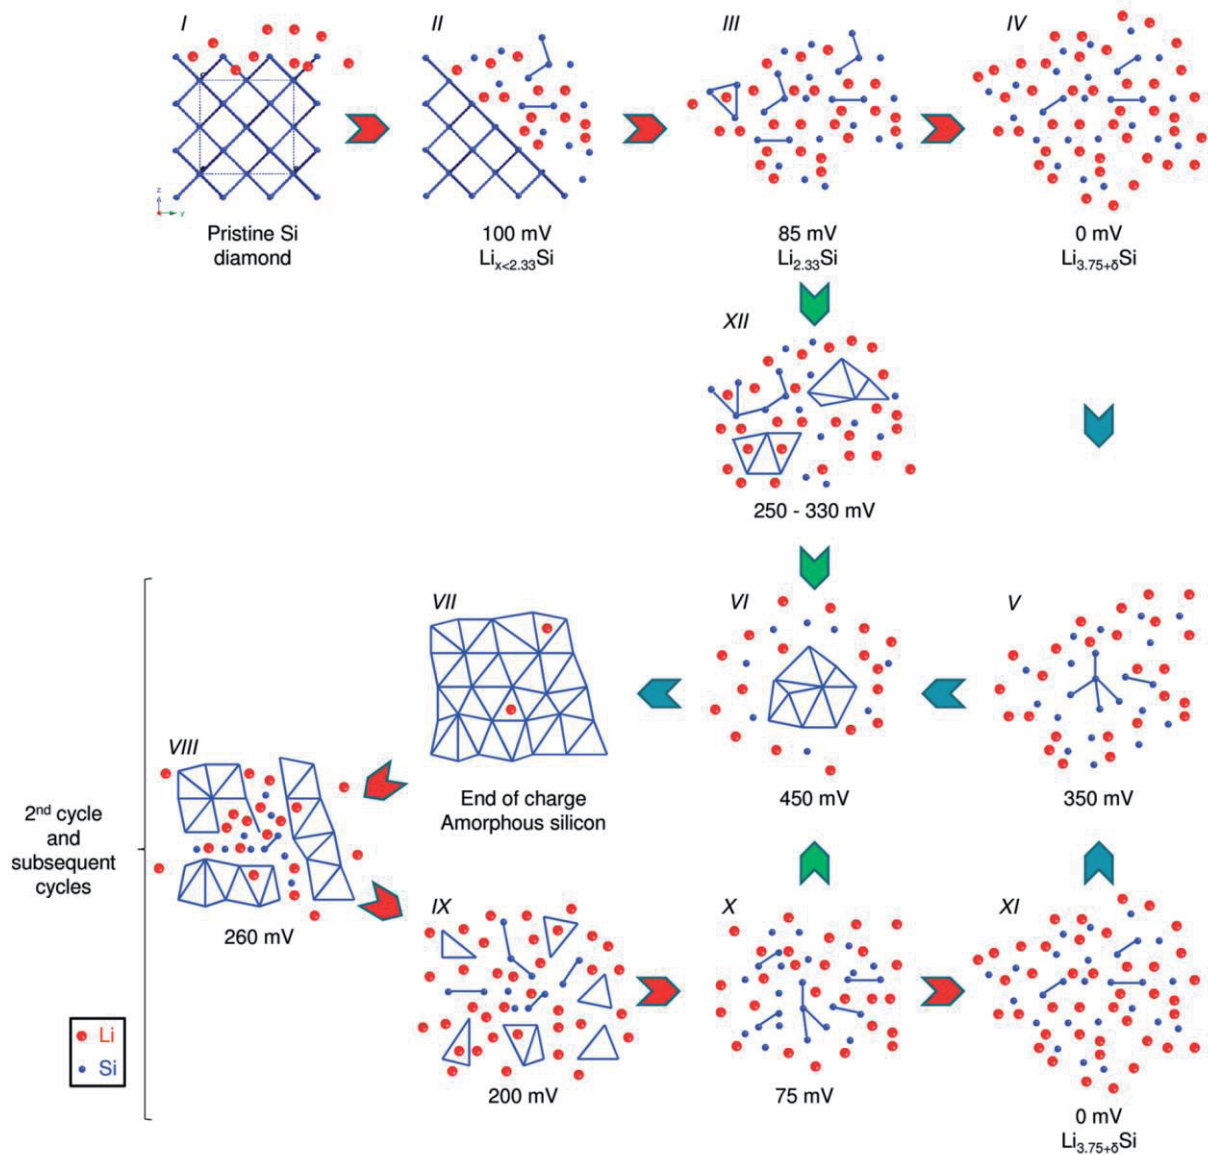 I
II
III
IV
Pristine Si
diamond
100 mV
Liₓ<2.33Si
85 mV
Li2.33Si
0 mV
Li3.75+δSi
z
y
XII
250 - 330 mV
VII
VI
V
End of charge
Amorphous silicon
450 mV
350 mV
VIII
2nd cycle
and
subsequent
cycles
260 mV
IX
X
XI
200 mV
75 mV
0 mV
Li3.75+δSi
Li
Si